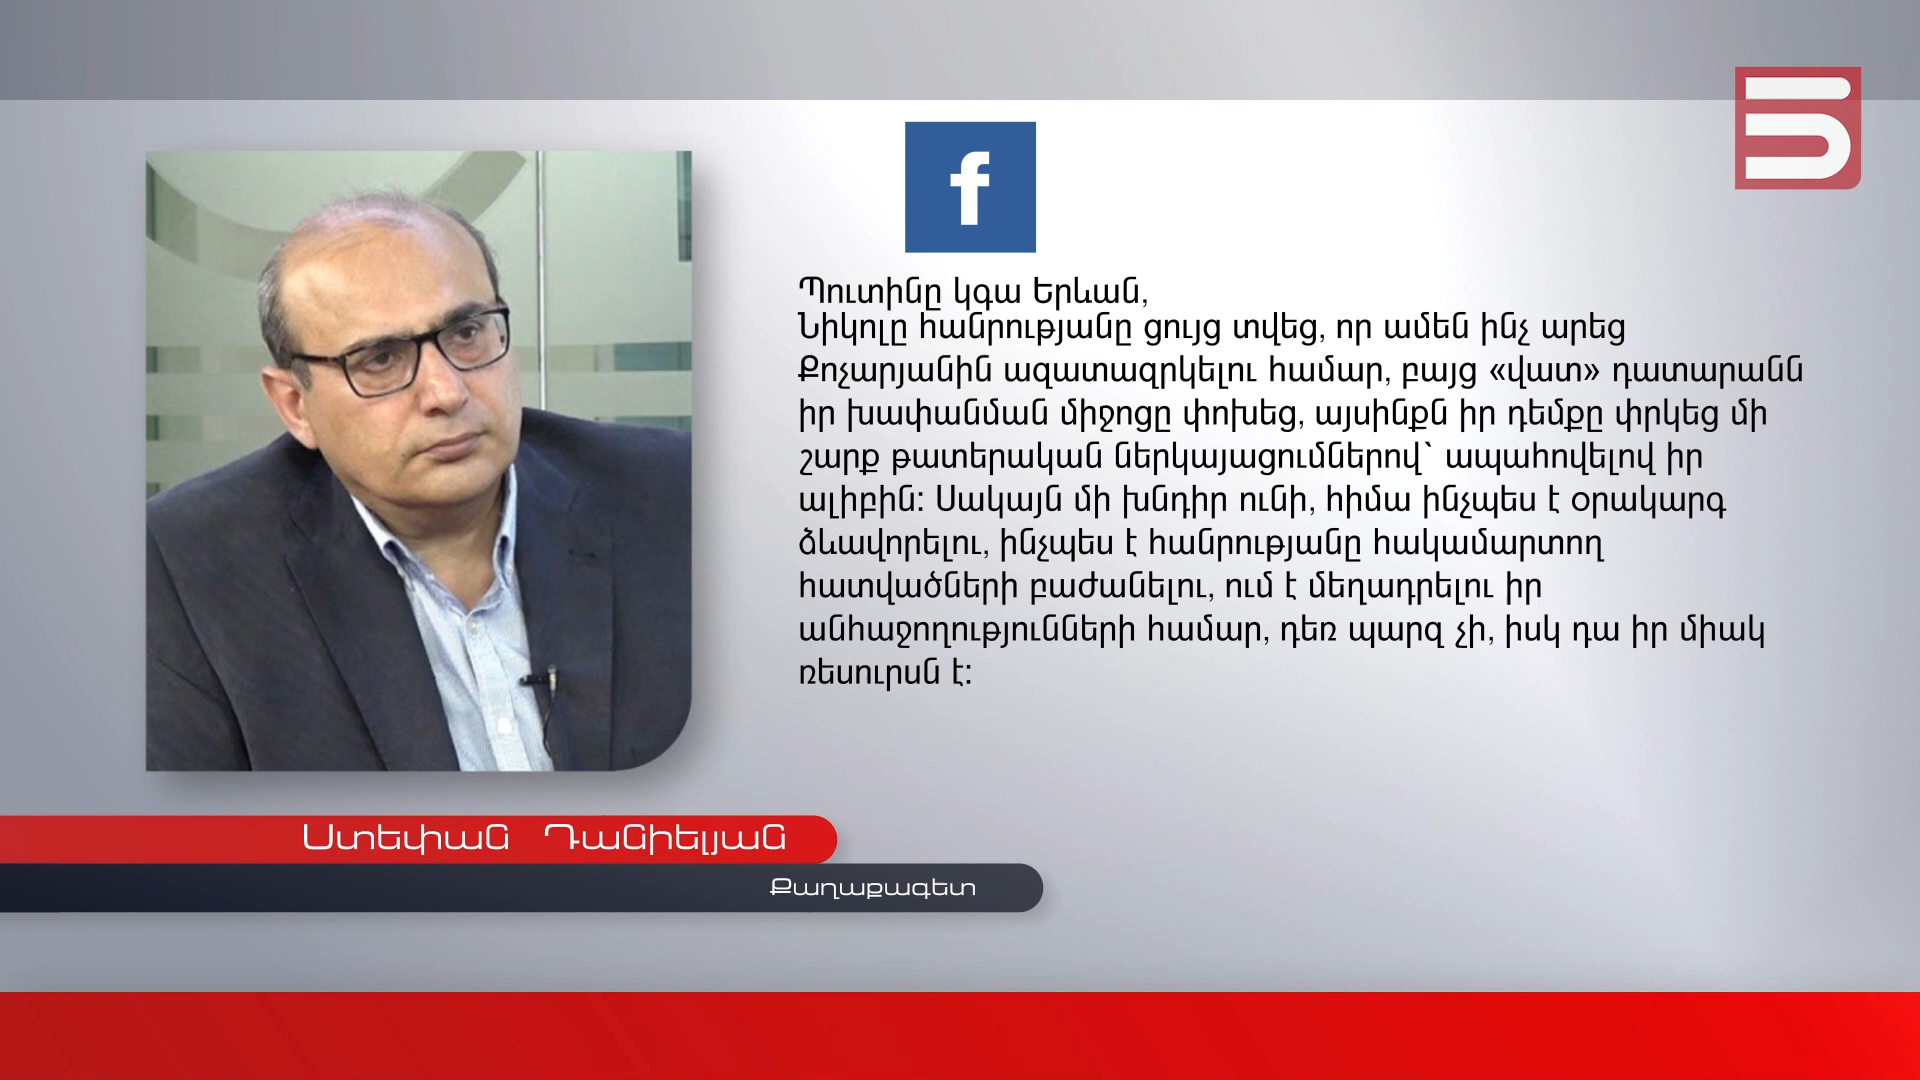 f
Պուտինը կգա Երևան,
Նիկոլը հանրությանը ցույց տվեց, որ ամեն ինչ արեց
Քոչարյանին ազատազրկելու համար, բայց «վատ» դատարանն
իր խափանման միջոցը փոխեց, այսինքն իր դեմքը փրկեց մի
շարք թատերական ներկայացումներով՝ ապահովելով իր
ալիբին: Սակայն մի խնդիր ունի, հիմա ինչպես է օրակարգ
ձևավորելու, ինչպես է հանրությանը հակամարտող
հատվածների բաժանելու, ում է մեղադրելու իր
անհաջողությունների համար, դեռ պարզ չի, իսկ դա իր միակ
ռեսուրսն է:
Ստեփան Դանիելյան
Քաղաքագետ